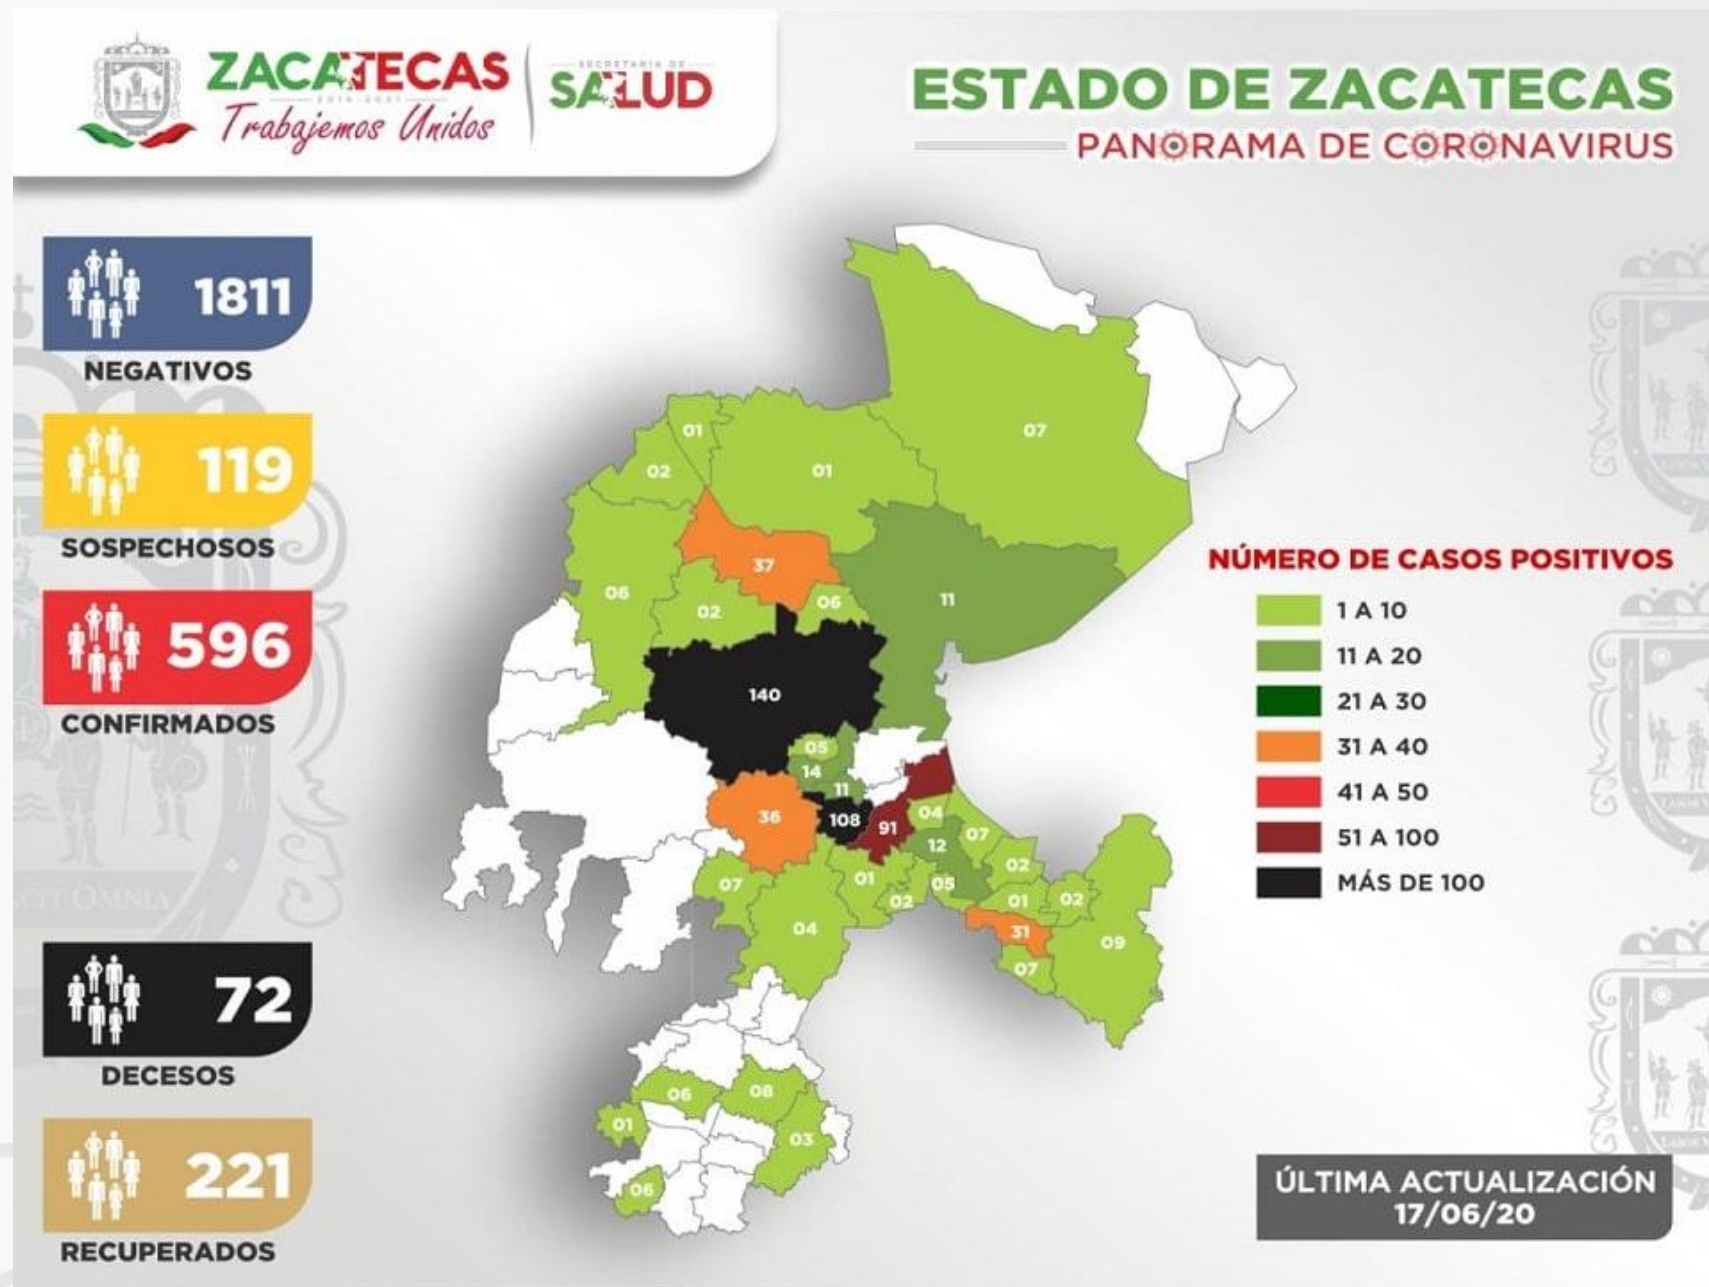 ZACATECAS
2016-2021
Trabajemos Unidos
SECRETARÍA DE
SALUD
ESTADO DE ZACATECAS
PANORAMA DE CORONAVIRUS
1811
NEGATIVOS
119
SOSPECHOSOS
596
CONFIRMADOS
72
DECESOS
221
RECUPERADOS
07
01
02
01
37
06
02
06
11
140
05
14
11
36
108
91
04
07
12
02
07
01
05
02
01
02
04
31
09
07
06
08
01
03
06
NÚMERO DE CASOS POSITIVOS
1 A 10
11 A 20
21 A 30
31 A 40
41 A 50
51 A 100
MÁS DE 100
ÚLTIMA ACTUALIZACIÓN
17/06/20